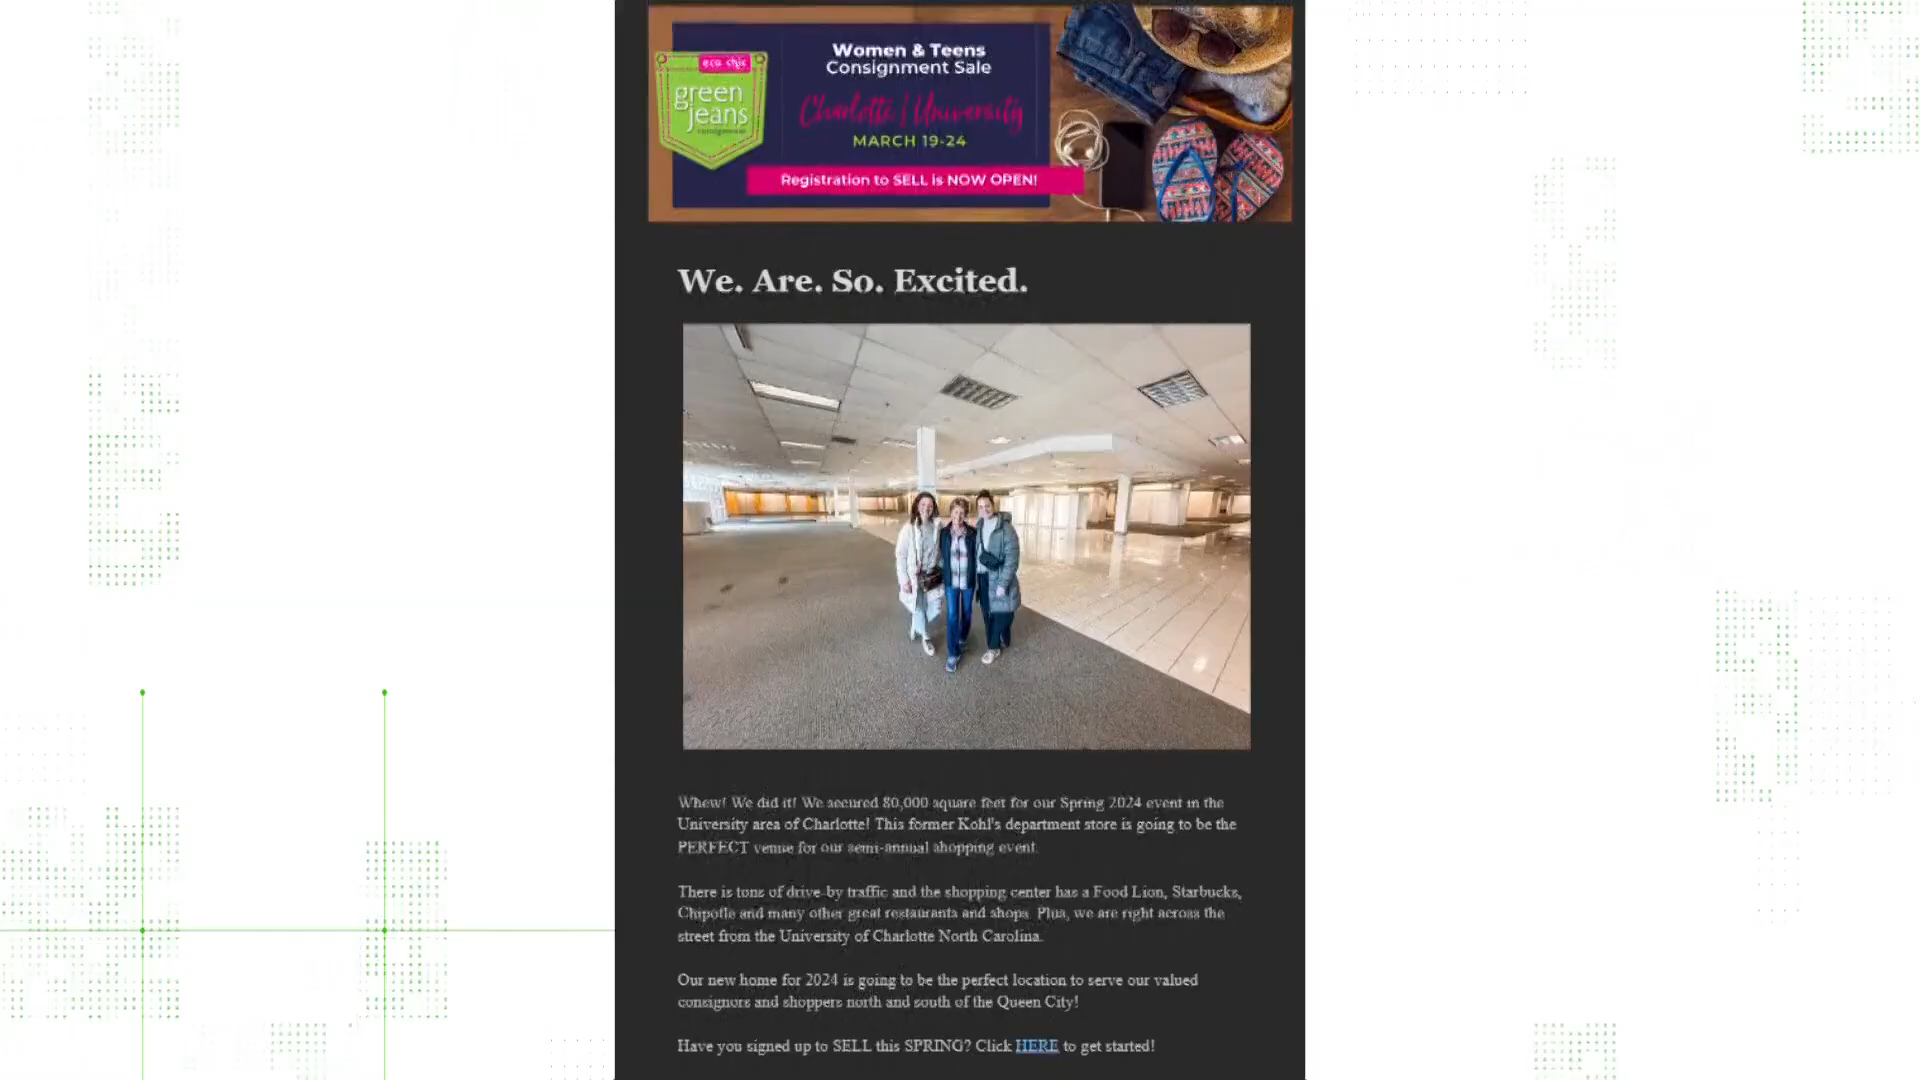 Women & Teens
Consignment Sale
eco chic
green
jeans
consignment
Charlotte | University
MARCH 19-24
Registration to SELL is NOW OPEN!
We. Are. So. Excited.
Whew! We did it! We secured 80,000 square feet for our Spring 2024 event in the
University area of Charlotte! This former Kohl's department store is going to be the
PERFECT venue for our semi-annual shopping event.
There is tons of drive-by traffic and the shopping center has a Food Lion, Starbucks,
Chipotle and many other great restaurants and shops. Plus, we are right across the
street from the University of Charlotte North Carolina.
Our new home for 2024 is going to be the perfect location to serve our valued
consignors and shoppers north and south of the Queen City!
Have you signed up to SELL this SPRING? Click HERE to get started!